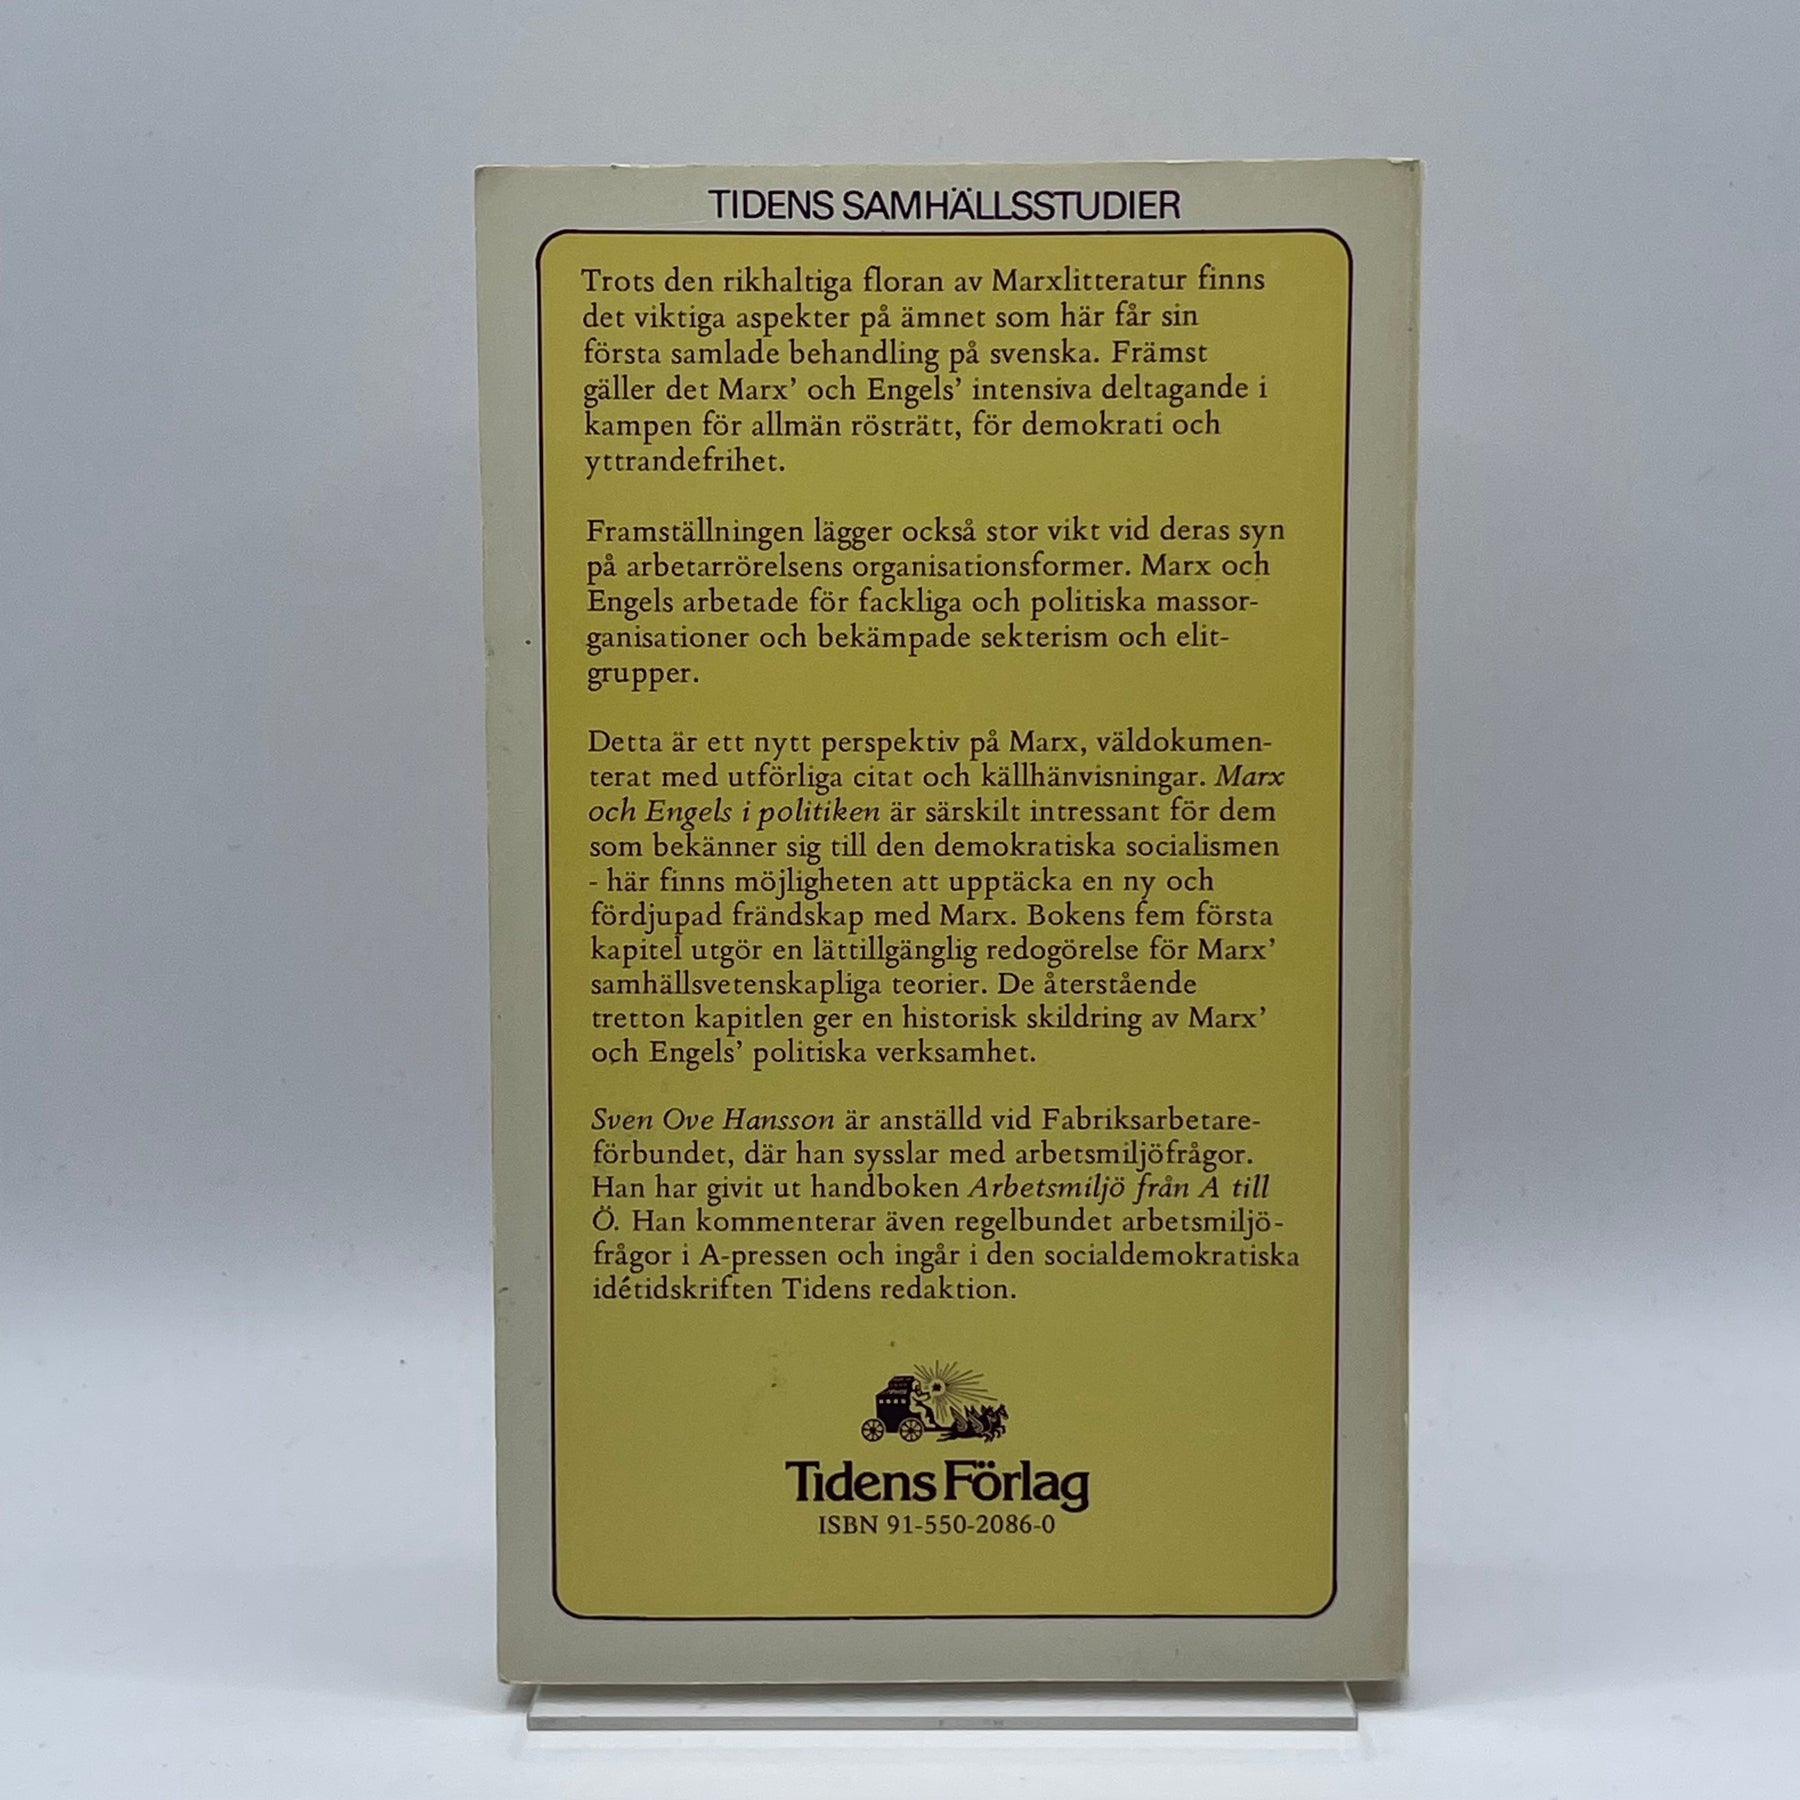 TIDENS SAMHÄLLSSTUDIER
Trots den rikhaltiga floran av Marxlitteratur finns
det viktiga aspekter på ämnet som här får sin
första samlade behandling på svenska. Främst
gäller det Marx’ och Engels’ intensiva deltagande i
kampen för allmän rösträtt, för demokrati och
yttrandefrihet.
Framställningen lägger också stor vikt vid deras syn
på arbetarrörelsens organisationsformer. Marx och
Engels arbetade för fackliga och politiska massor-
ganisationer och bekämpade sekterism och elit-
grupper.
Detta är ett nytt perspektiv på Marx, väldokumen-
terat med utförliga citat och källhänvisningar. Marx
och Engels i politiken är särskilt intressant för dem
som bekänner sig till den demokratiska socialismen
- här finns möjligheten att upptäcka en ny och
fördjupad frändskap med Marx. Bokens fem första
kapitel utgör en lättillgänglig redogörelse för Marx’
samhällsvetenskapliga teorier. De återstående
tretton kapitlen ger en historisk skildring av Marx’
och Engels’ politiska verksamhet.
Sven Ove Hansson är anställd vid Fabriksarbetare-
förbundet, där han sysslar med arbetsmiljöfrågor.
Han har givit ut handboken Arbetsmiljö från A till
Ö. Han kommenterar även regelbundet arbetsmiljö-
frågor i A-pressen och ingår i den socialdemokratiska
idétidskriften Tidens redaktion.
Tidens Förlag
ISBN 91-550-2086-0